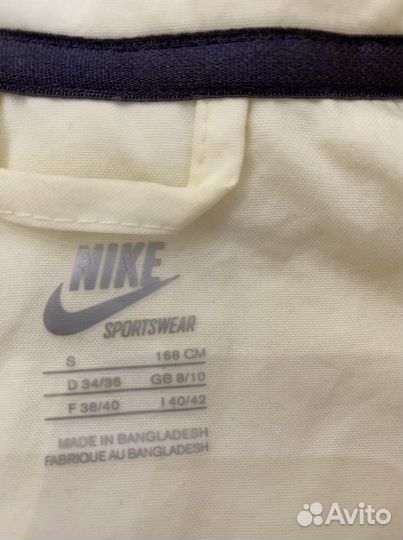 NIKE
SPORTSWEAR
S 168 CM
D 34/36 GB 8/10
F 38/40 I 40/42
MADE IN BANGLADESH
FABRIQUE AU BANGLADESH
Avito